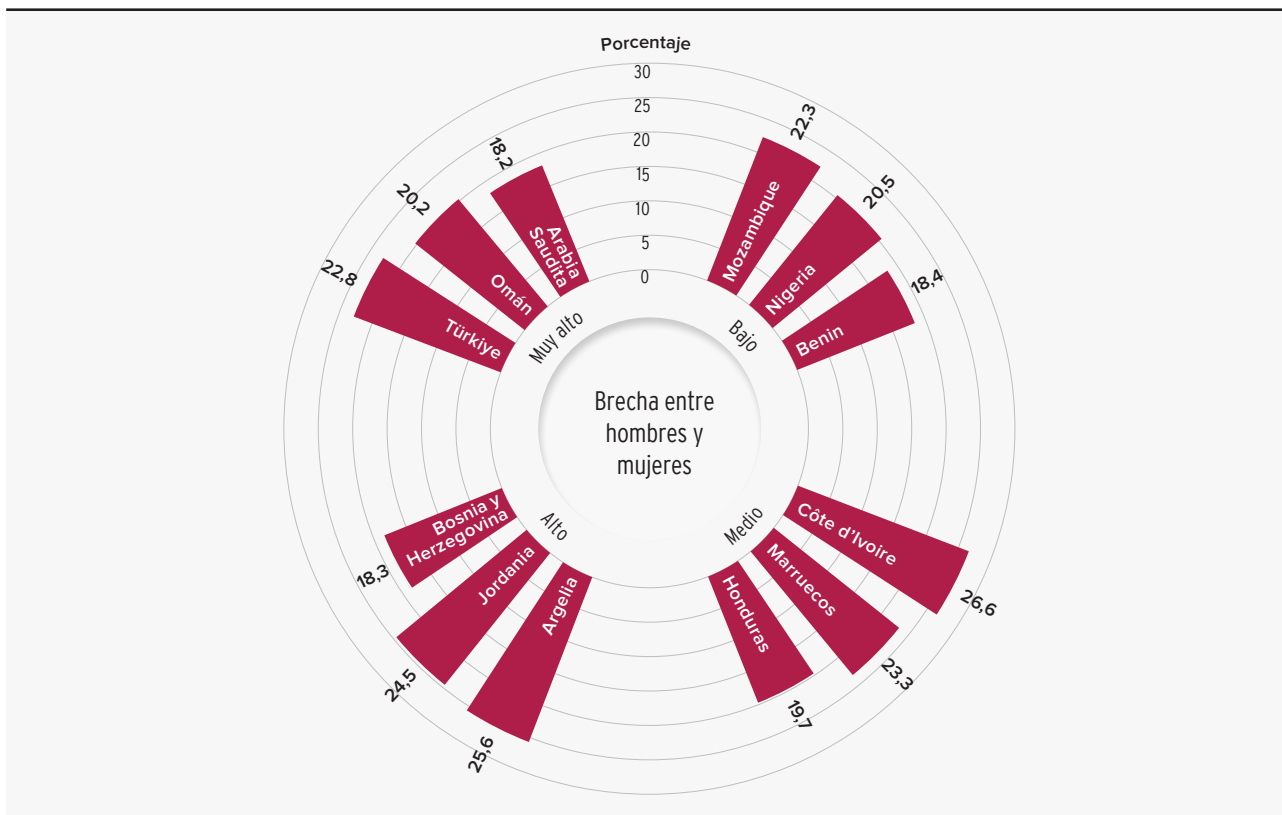 Porcentaje
30
25
20
15
10
5
0
Bajo
Mozambique
22,3
Nigeria
20,5
Benin
18,4
Medio
Côte d'Ivoire
26,6
Marruecos
23,3
Honduras
19,7
Alto
Argelia
25,6
Jordania
24,5
Bosnia y
Herzegovina
18,3
Muy alto
Türkiye
22,8
Omán
20,2
Arabia
Saudita
18,2
Brecha entre
hombres y
mujeres